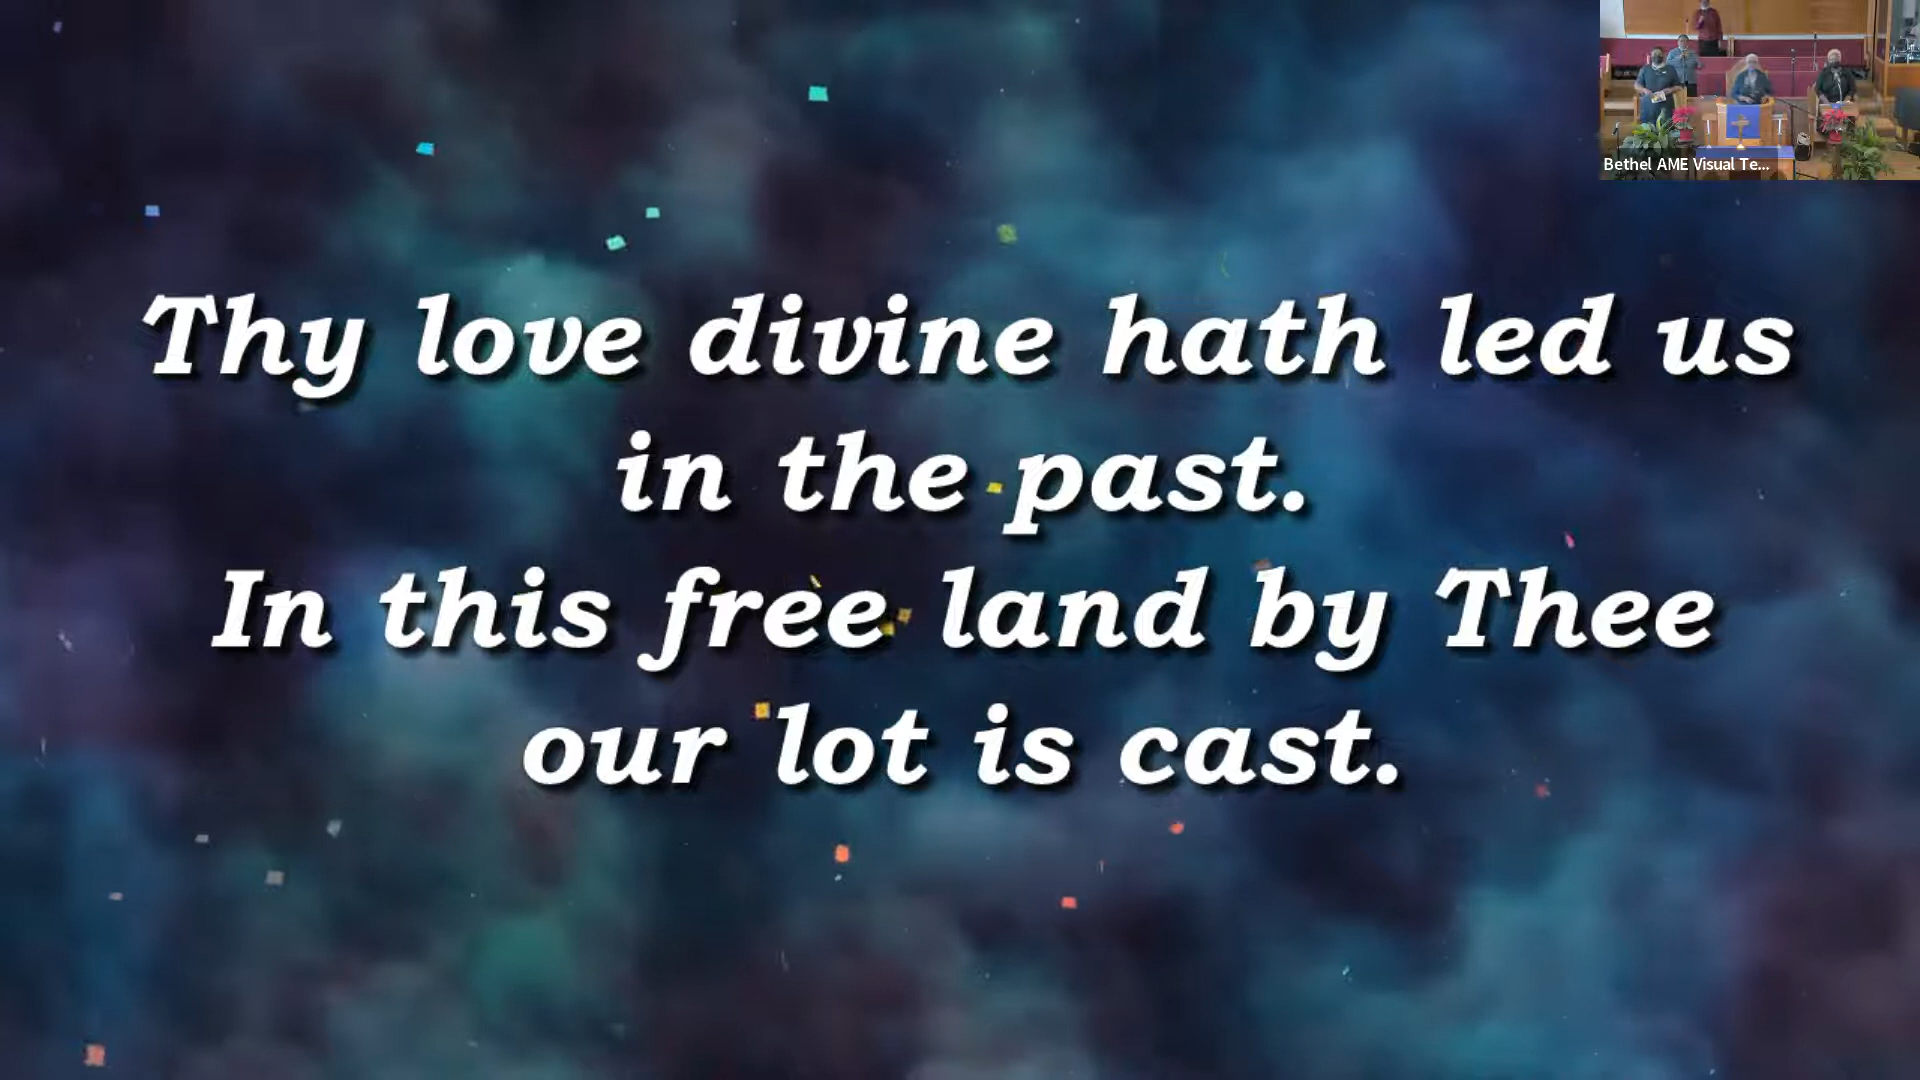 Thy love divine hath led us
in the past.
In this free land by Thee
our lot is cast.
Bethel AME Visual Te...